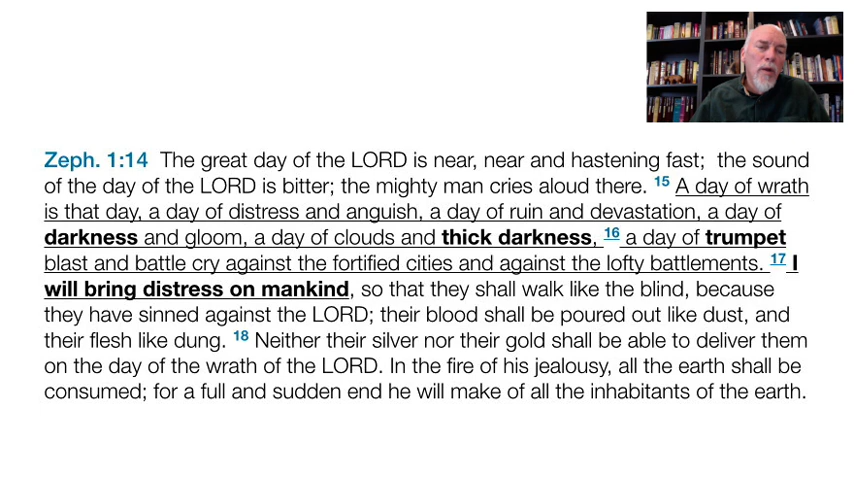 Zeph. 1:14 The great day of the LORD is near, near and hastening fast; the sound
of the day of the LORD is bitter; the mighty man cries aloud there. 15 A day of wrath
is that day, a day of distress and anguish, a day of ruin and devastation, a day of
darkness and gloom, a day of clouds and thick darkness, 16 a day of trumpet
blast and battle cry against the fortified cities and against the lofty battlements. 17 I
will bring distress on mankind, so that they shall walk like the blind, because
they have sinned against the LORD; their blood shall be poured out like dust, and
their flesh like dung. 18 Neither their silver nor their gold shall be able to deliver them
on the day of the wrath of the LORD. In the fire of his jealousy, all the earth shall be
consumed; for a full and sudden end he will make of all the inhabitants of the earth.